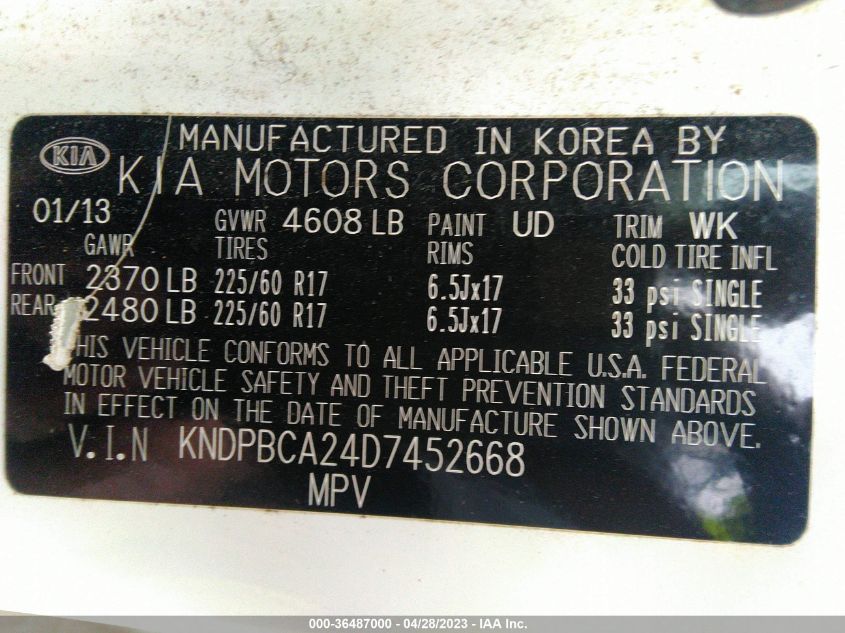 KIA MANUFACTURED IN KOREA BY
KIA MOTORS CORPORATION
01/13 GVWR 4608 LB PAINT UD TRIM WK
GAWR TIRES RIMS COLD TIRE INFL
FRONT 2370 LB 225/60 R17 6.5Jx17 33 psi SINGLE
REAR 2480 LB 225/60 R17 6.5Jx17 33 psi SINGLE
THIS VEHICLE CONFORMS TO ALL APPLICABLE U.S.A. FEDERAL
MOTOR VEHICLE SAFETY AND THEFT PREVENTION STANDARDS
IN EFFECT ON THE DATE OF MANUFACTURE SHOWN ABOVE.
V.I.N KNDPBCA24D7452668
MPV
000-36487000 - 04/28/2023 - IAA Inc.